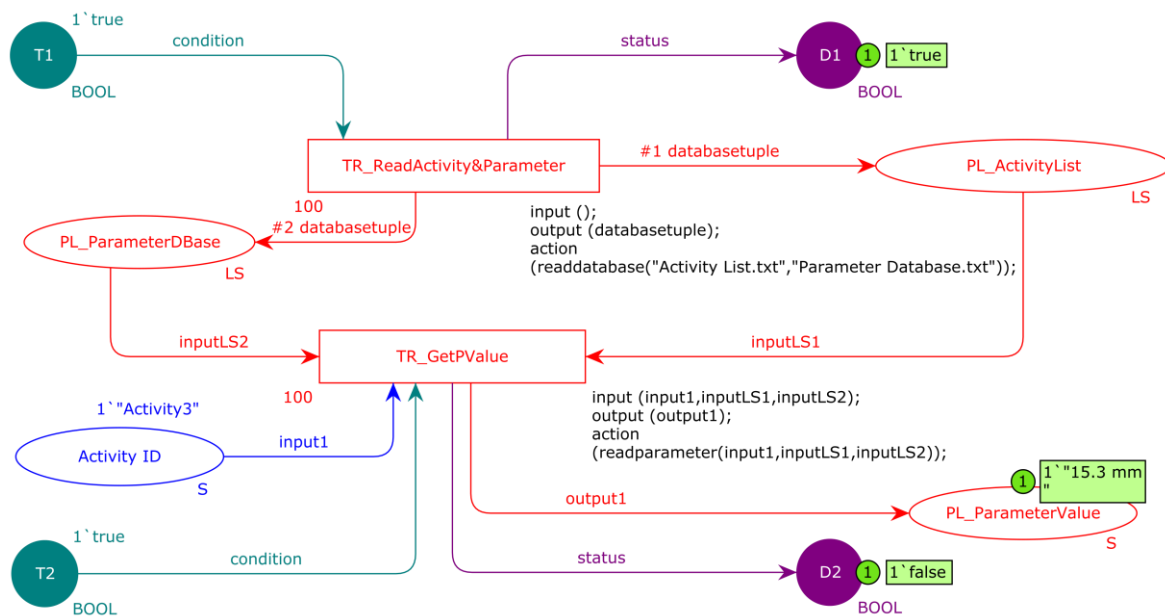 1`true
T1
BOOL
condition
status
D1
1
1`true
BOOL
TR_ReadActivity&Parameter
#1 databasetuple
PL_ActivityList
LS
100
#2 databasetuple
PL_ParameterDBase
LS
input ();
output (databasetuple);
action
(readdatabase("Activity List.txt","Parameter Database.txt"));
inputLS2
TR_GetPValue
inputLS1
100
1`"Activity3"
Activity ID
S
input1
input (input1,inputLS1,inputLS2);
output (output1);
action
(readparameter(input1,inputLS1,inputLS2));
output1
1
1`"15.3 mm
"
PL_ParameterValue
S
1`true
T2
BOOL
condition
status
D2
1
1`false
BOOL